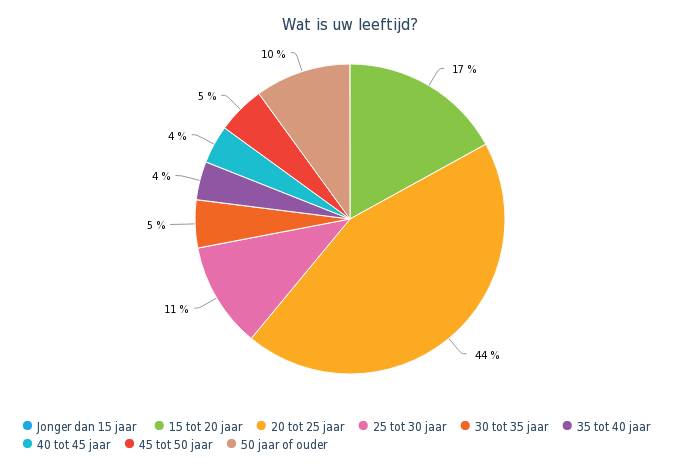 Wat is uw leeftijd?
10 %
17 %
5 %
4 %
4 %
5 %
11 %
44 %
Jonger dan 15 jaar 15 tot 20 jaar 20 tot 25 jaar 25 tot 30 jaar 30 tot 35 jaar 35 tot 40 jaar
40 tot 45 jaar 45 tot 50 jaar 50 jaar of ouder